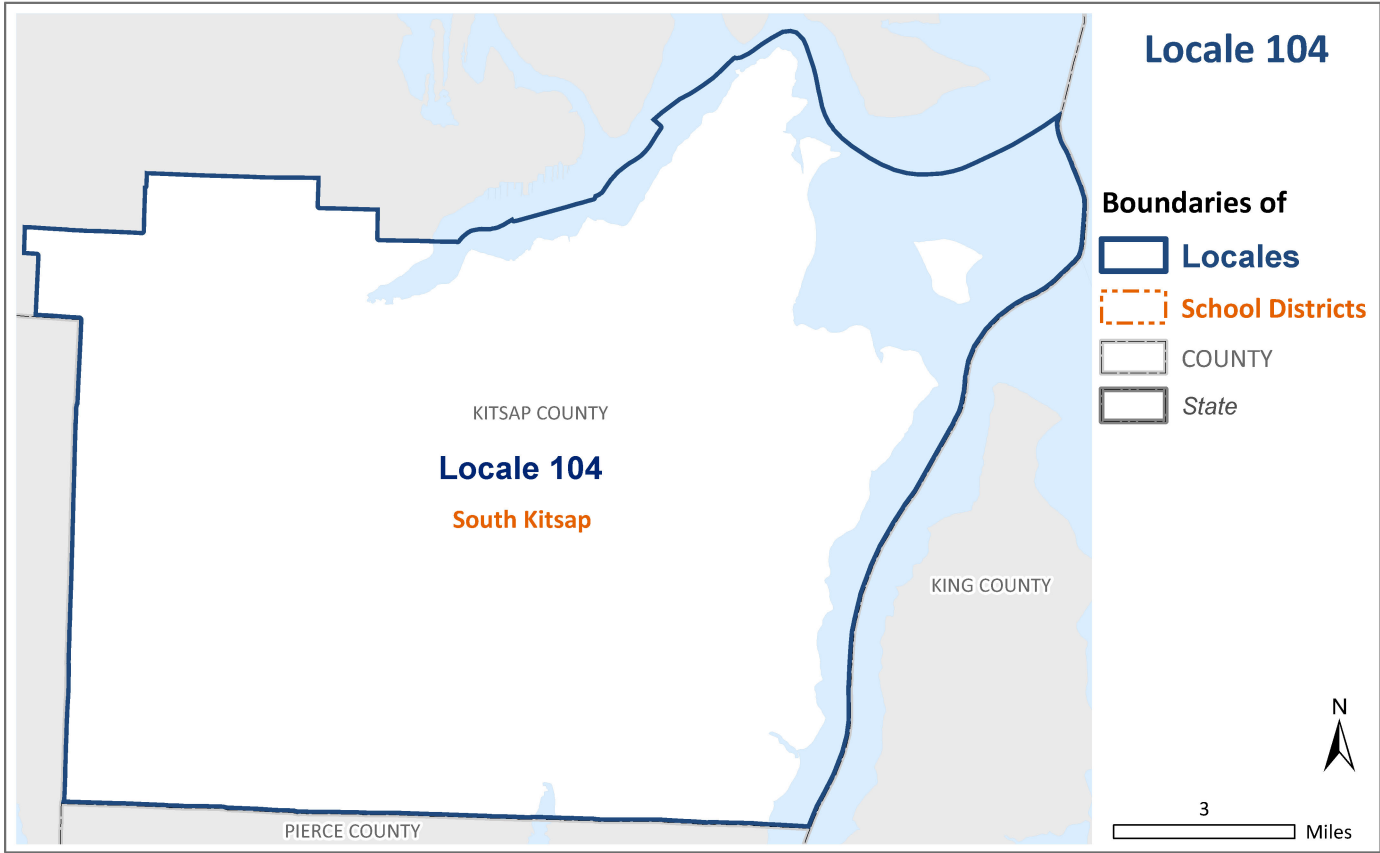 Locale 104
Boundaries of
Locales
School Districts
COUNTY
State
KITSAP COUNTY
Locale 104
South Kitsap
KING COUNTY
PIERCE COUNTY
N
3
Miles